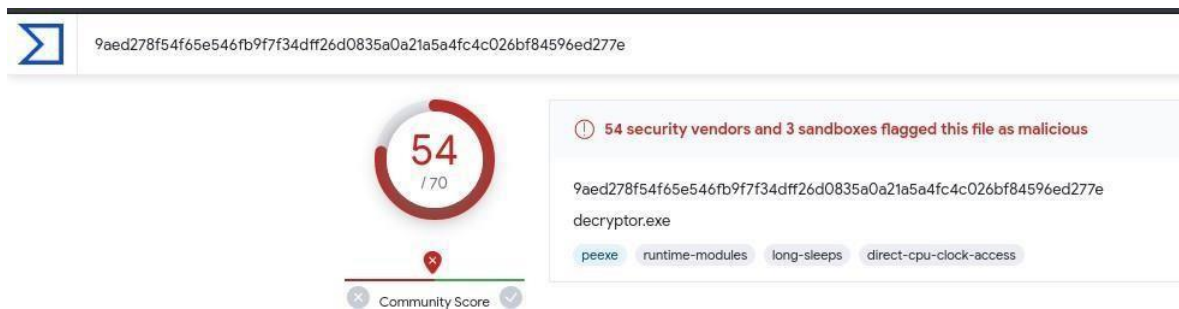 9aed278f54f65e546fb9f7f34dff26d0835a0a21a5a4fc4c026bf84596ed277e
54
/ 70
Community Score
54 security vendors and 3 sandboxes flagged this file as malicious
9aed278f54f65e546fb9f7f34dff26d0835a0a21a5a4fc4c026bf84596ed277e
decryptor.exe
peexe runtime-modules long-sleeps direct-cpu-clock-access